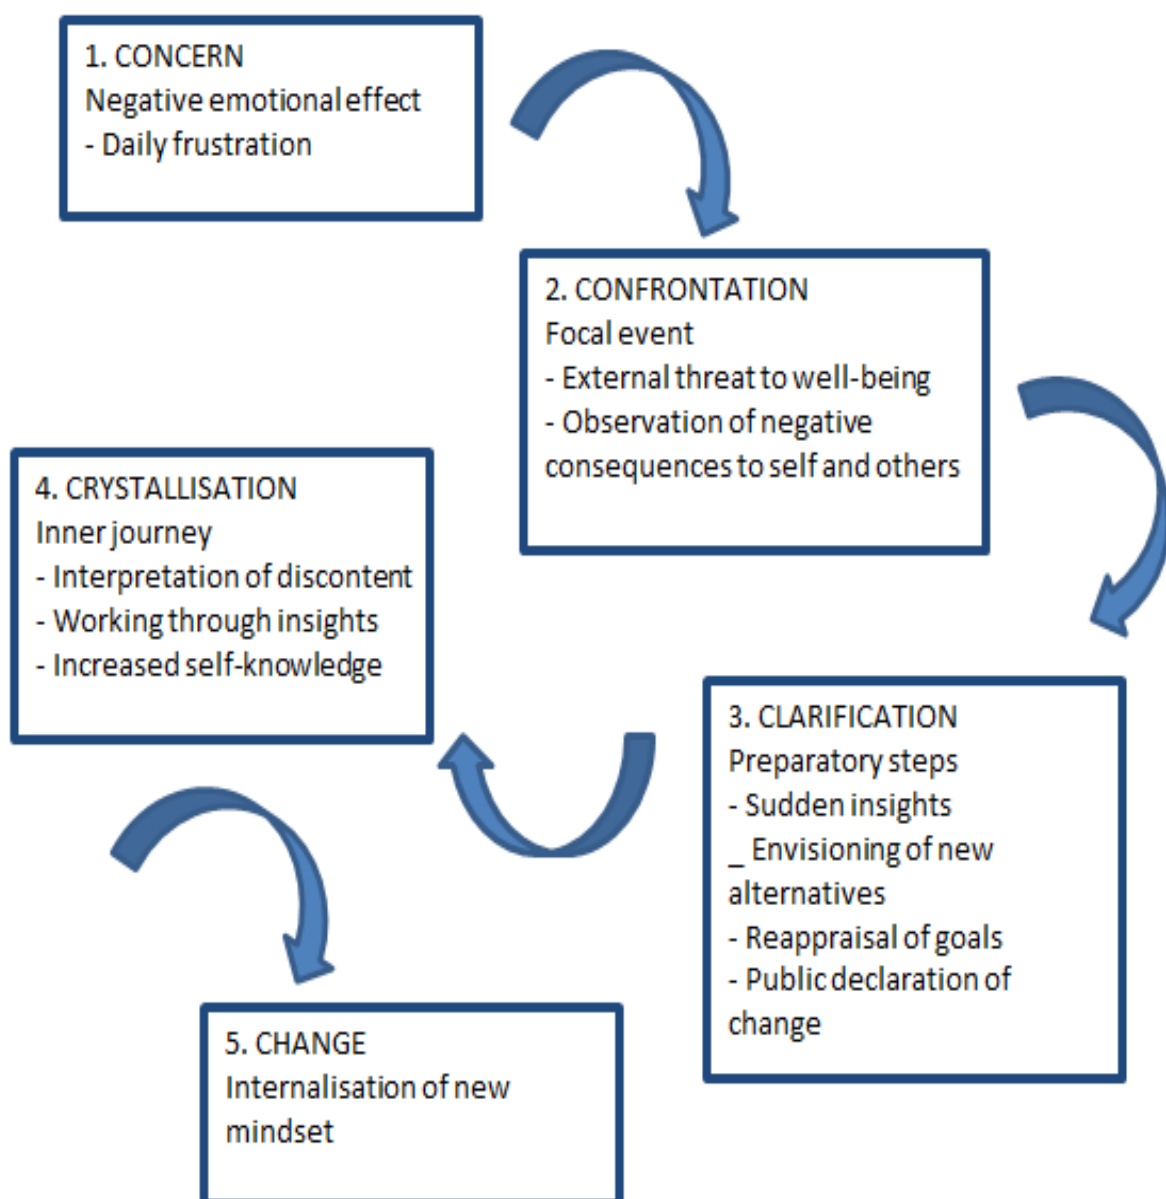 1. CONCERN
Negative emotional effect
- Daily frustration
2. CONFRONTATION
Focal event
- External threat to well-being
- Observation of negative
consequences to self and others
3. CLARIFICATION
Preparatory steps
- Sudden insights
_ Envisioning of new
alternatives
- Reappraisal of goals
- Public declaration of
change
4. CRYSTALLISATION
Inner journey
- Interpretation of discontent
- Working through insights
- Increased self-knowledge
5. CHANGE
Internalisation of new
mindset